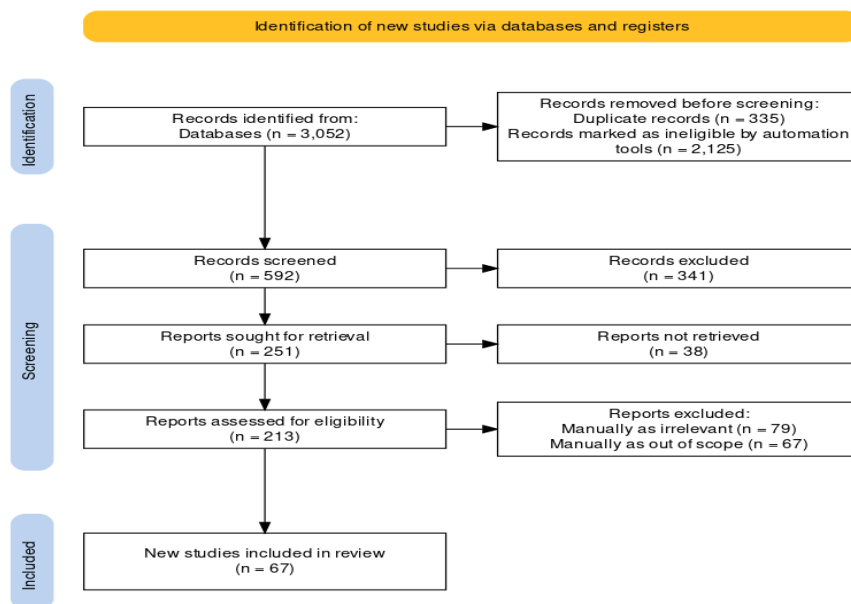 Identification of new studies via databases and registers
Identification
Records identified from:
Databases (n = 3,052)
Records removed before screening:
Duplicate records (n = 335)
Records marked as ineligible by automation
tools (n = 2,125)
Screening
Records screened
(n = 592)
Records excluded
(n = 341)
Reports sought for retrieval
(n = 251)
Reports not retrieved
(n = 38)
Reports assessed for eligibility
(n = 213)
Reports excluded:
Manually as irrelevant (n = 79)
Manually as out of scope (n = 67)
Included
New studies included in review
(n = 67)